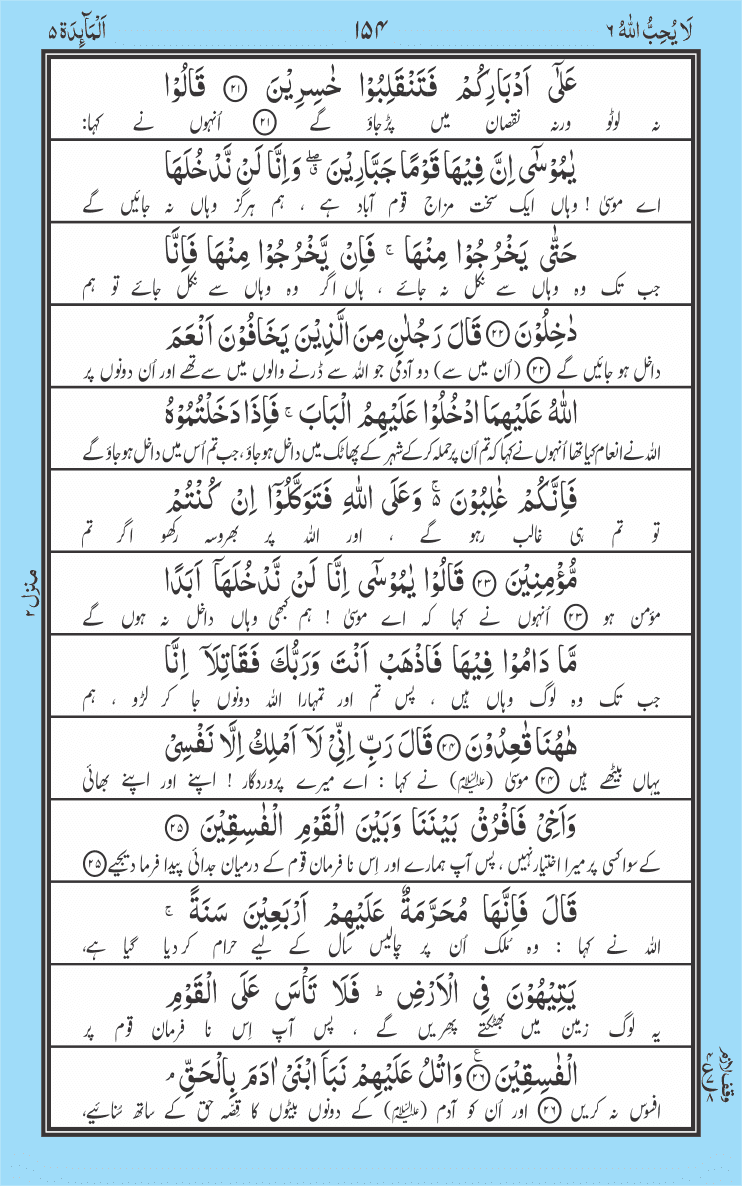 لَا يُحِبُّ اللّٰهُ ٦
١٥٤
اَلْمَآئِدَة ٥
عَلٰٓى اَدْبَارِكُمْ فَتَنْقَلِبُوْا خٰسِرِيْنَ ٢١ قَالُوْا
نہ لوٹو ورنہ نقصان میں پڑ جاؤ گے ٢١ اُنہوں نے کہا:
يٰمُوْسٰٓى اِنَّ فِيْهَا قَوْمًا جَبَّارِيْنَ ۖۗ وَاِنَّا لَنْ نَّدْخُلَهَا
اے موسیٰ ! وہاں ایک سخت مزاج قوم آباد ہے ، ہم ہرگز وہاں نہ جائیں گے
حَتّٰى يَخْرُجُوْا مِنْهَا ۚ فَاِنْ يَّخْرُجُوْا مِنْهَا فَاِنَّا
جب تک وہ وہاں سے نکل نہ جائے ، ہاں اگر وہ وہاں سے نکل جائے تو ہم
دٰخِلُوْنَ ٢٢ قَالَ رَجُلٰنِ مِنَ الَّذِيْنَ يَخَافُوْنَ اَنْعَمَ
داخل ہو جائیں گے ٢٢ (اُن میں سے) دو آدمی جو اللہ سے ڈرنے والوں میں سے تھے اور اُن دونوں پر
اللّٰهُ عَلَيْهِمَا ادْخُلُوْا عَلَيْهِمُ الْبَابَ ۚ فَاِذَا دَخَلْتُمُوْهُ
اللہ نے انعام کیا تھا اُنہوں نے کہا کہ تم اُن پر حملہ کر کے شہر کے پھاٹک میں داخل ہو جاؤ ، جب تم اُس میں داخل ہو جاؤ گے
فَاِنَّكُمْ غٰلِبُوْنَ ۚ۬ وَعَلَى اللّٰهِ فَتَوَكَّلُوْٓا اِنْ كُنْتُمْ
تو تم ہی غالب رہو گے ، اور اللہ پر بھروسہ رکھو اگر تم
مُّؤْمِنِيْنَ ٢٣ قَالُوْا يٰمُوْسٰٓى اِنَّا لَنْ نَّدْخُلَهَآ اَبَدًا
مؤمن ہو ٢٣ اُنہوں نے کہا کہ اے موسیٰ ! ہم کبھی وہاں داخل نہ ہوں گے
مَّا دَامُوْا فِيْهَا فَاذْهَبْ اَنْتَ وَرَبُّكَ فَقَاتِلَآ اِنَّا
جب تک وہ لوگ وہاں ہیں ، پس تم اور تمہارا اللہ دونوں جا کر لڑو ، ہم
هٰهُنَا قٰعِدُوْنَ ٢٤ قَالَ رَبِّ اِنِّىْ لَآ اَمْلِكُ اِلَّا نَفْسِىْ
یہاں بیٹھے ہیں ٢٤ موسیٰ (علیہ السلام) نے کہا : اے میرے پروردگار ! اپنے اور اپنے بھائی
وَاَخِىْ فَافْرُقْ بَيْنَنَا وَبَيْنَ الْقَوْمِ الْفٰسِقِيْنَ ٢٥
کے سوا کسی پر میرا اختیار نہیں ، پس آپ ہمارے اور اِس نا فرمان قوم کے درمیان جدائی پیدا فرما دیجیے ٢٥
قَالَ فَاِنَّهَا مُحَرَّمَةٌ عَلَيْهِمْ اَرْبَعِيْنَ سَنَةً ۚ
اللہ نے کہا : وہ مُلک اُن پر چالیس سال کے لیے حرام کر دیا گیا ہے،
يَتِيْهُوْنَ فِى الْاَرْضِ ؕ فَلَا تَاْسَ عَلَى الْقَوْمِ
یہ لوگ زمین میں بھٹکتے پھریں گے ، پس آپ اِس نا فرمان قوم پر
الْفٰسِقِيْنَ ٢٦ ع وَاتْلُ عَلَيْهِمْ نَبَاَ ابْنَىْ اٰدَمَ بِالْحَقِّ ۘ
افسوس نہ کریں ٢٦ اور اُن کو آدم (علیہ السلام) کے دونوں بیٹوں کا قصّہ حق کے ساتھ سُنائیے،
منزل ٢
وقف لازم